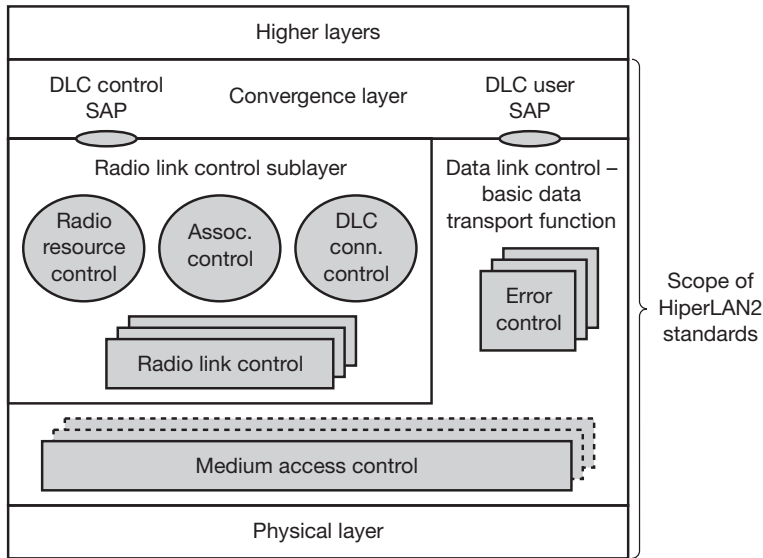 Higher layers
DLC control
SAP
Convergence layer
DLC user
SAP
Radio link control sublayer
Data link control –
basic data
transport function
Radio
resource
control
Assoc.
control
DLC
conn.
control
Error
control
Radio link control
Scope of
HiperLAN2
standards
Medium access control
Physical layer